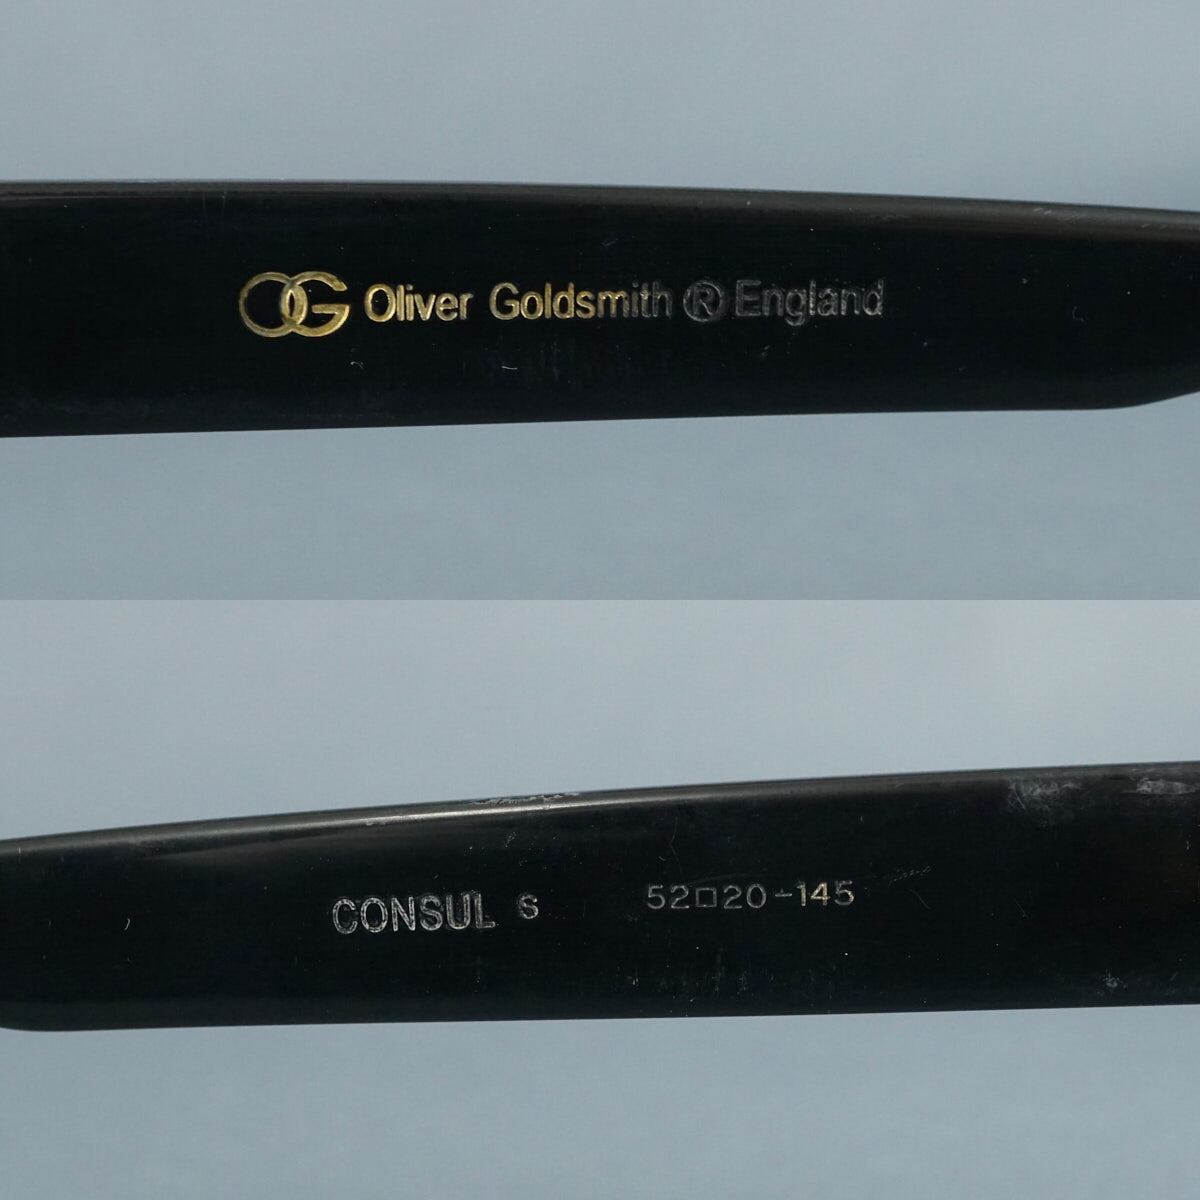 OG Oliver Goldsmith ® England
CONSUL s 52□20-145